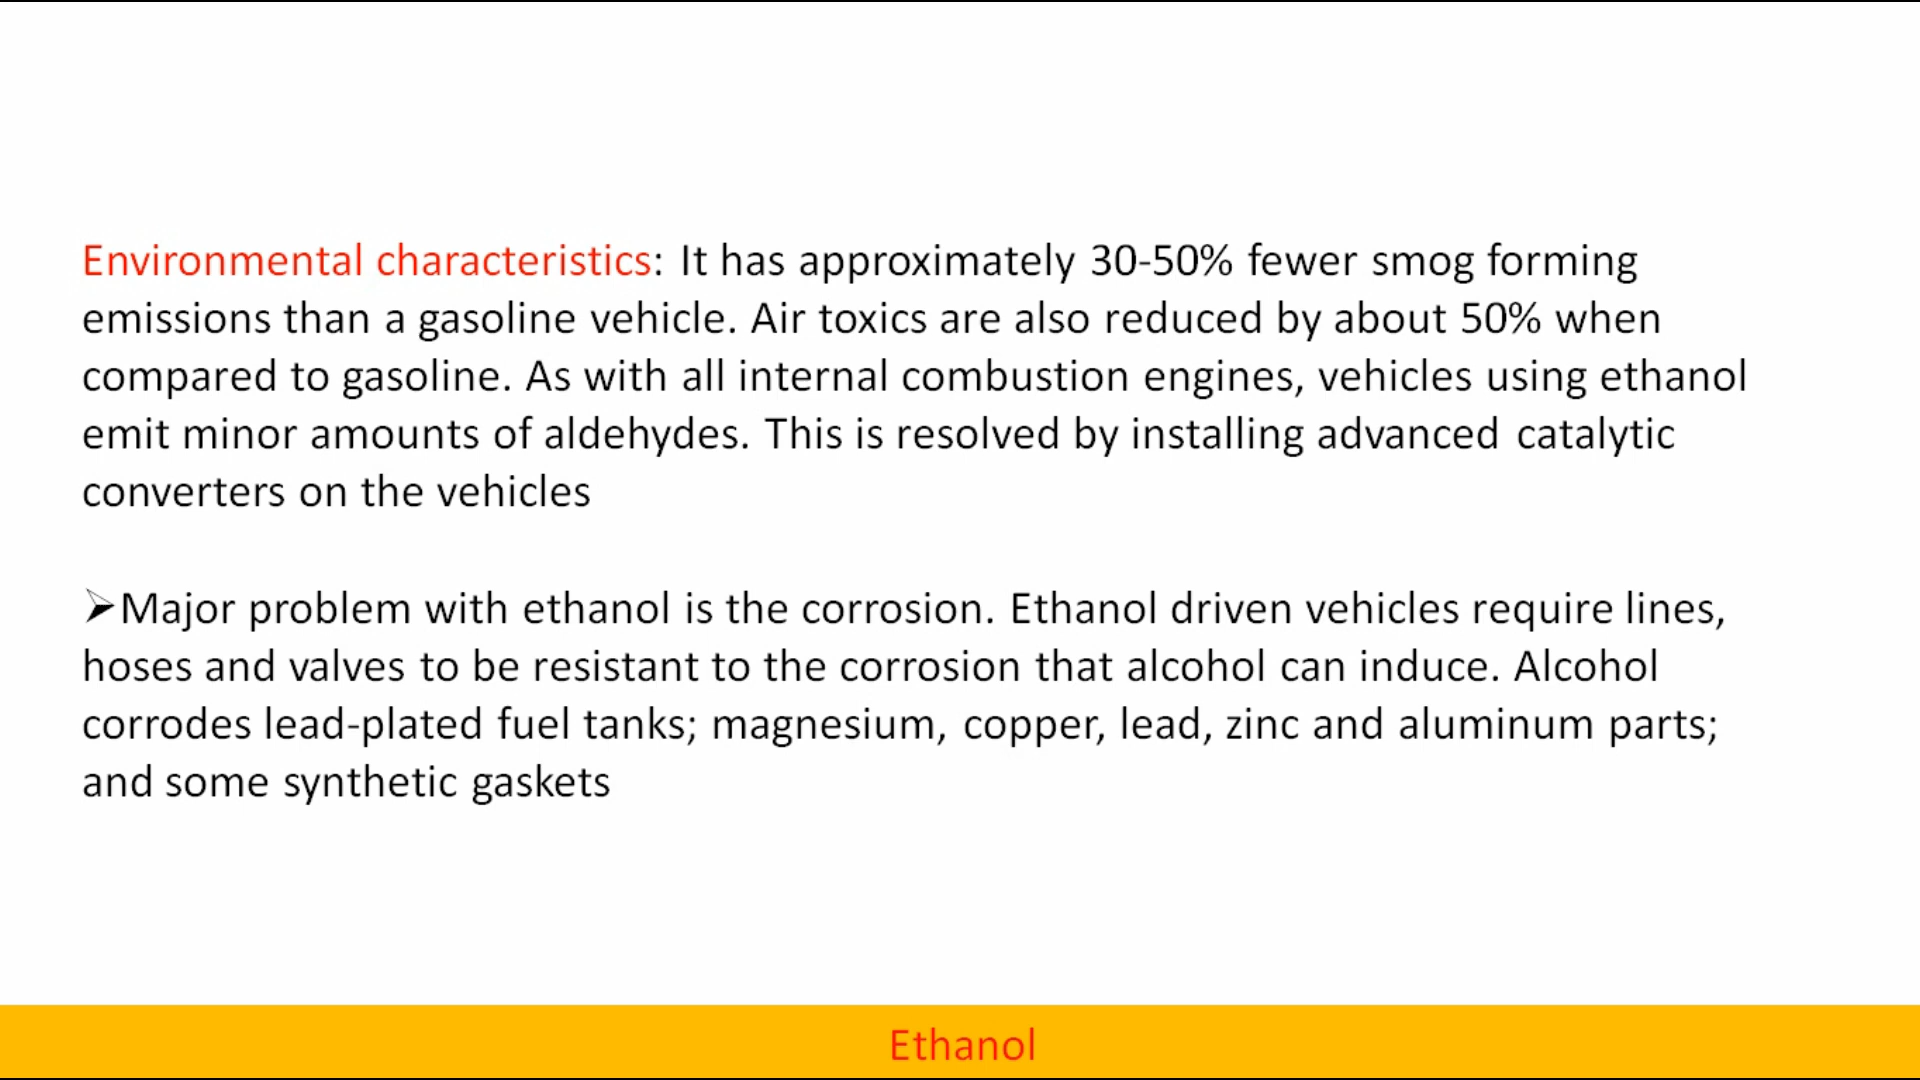 Environmental characteristics: It has approximately 30-50% fewer smog forming
emissions than a gasoline vehicle. Air toxics are also reduced by about 50% when
compared to gasoline. As with all internal combustion engines, vehicles using ethanol
emit minor amounts of aldehydes. This is resolved by installing advanced catalytic
converters on the vehicles
➢Major problem with ethanol is the corrosion. Ethanol driven vehicles require lines,
hoses and valves to be resistant to the corrosion that alcohol can induce. Alcohol
corrodes lead-plated fuel tanks; magnesium, copper, lead, zinc and aluminum parts;
and some synthetic gaskets
Ethanol